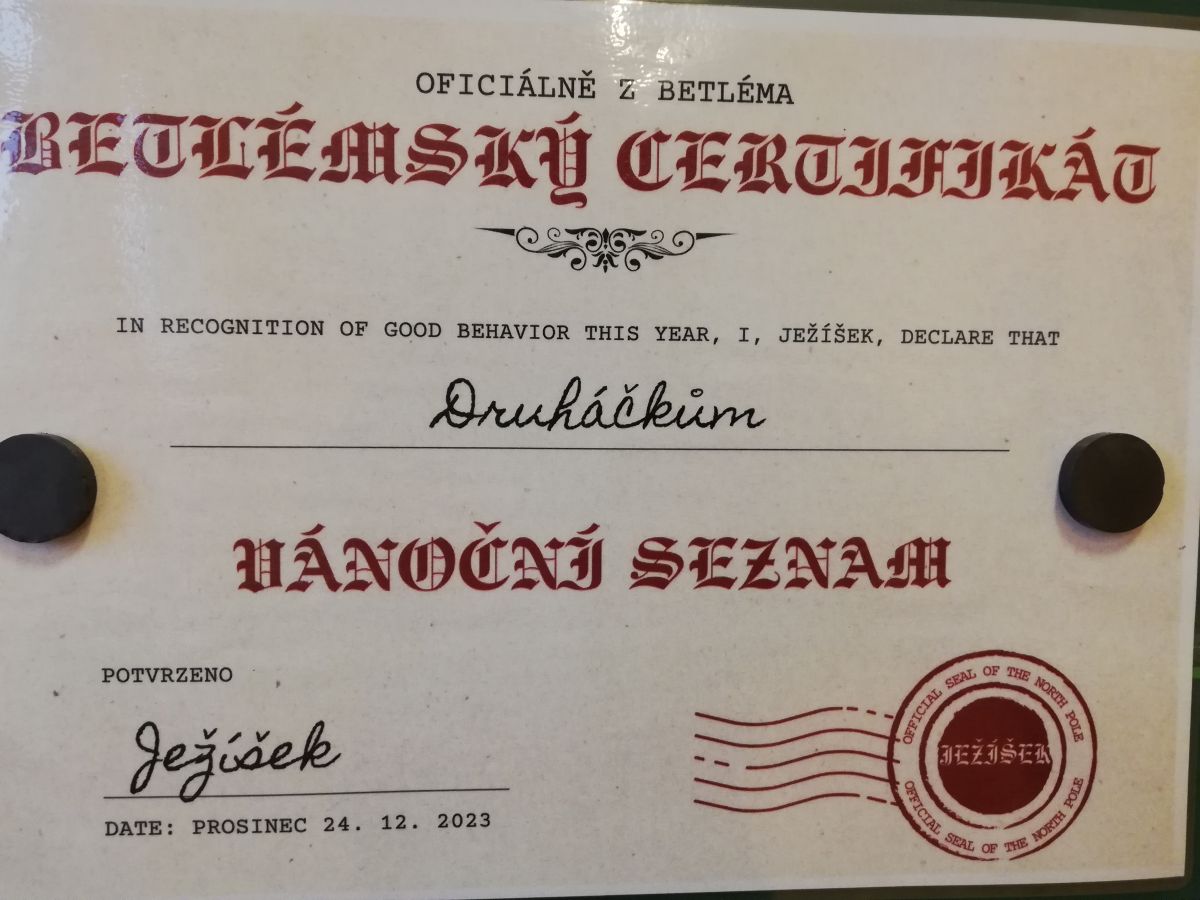 OFICIÁLNĚ Z BETLÉMA
BETLÉMSKÝ CERTIFIKÁT
IN RECOGNITION OF GOOD BEHAVIOR THIS YEAR, I, JEŽÍŠEK, DECLARE THAT
Druháčkům
VÁNOČNÍ SEZNAM
POTVRZENO
Ježíšek
DATE: PROSINEC 24. 12. 2023
OFFICIAL SEAL OF THE NORTH POLE
JEŽÍŠEK
OFFICIAL SEAL OF THE NORTH POLE